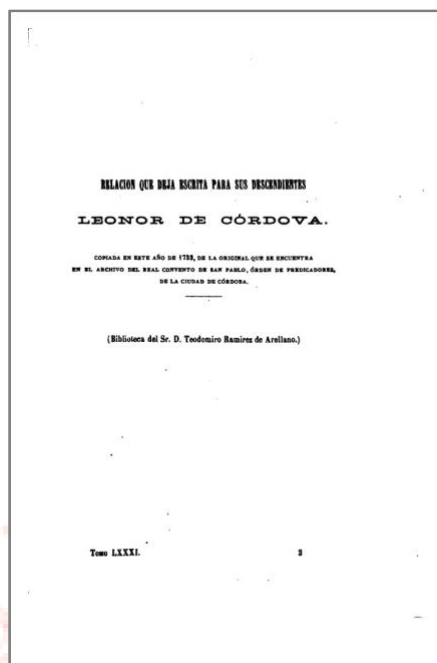 RELACION QUE DEJA ESCRITA PARA SUS DESCENDIENTES
LEONOR DE CÓRDOVA.
COPIADA EN ESTE AÑO DE 1733, DE LA ORIGINAL QUE SE ENCUENTRA
EN EL ARCHIVO DEL REAL CONVENTO DE SAN PABLO, ÓRDEN DE PREDICADORES,
DE LA CIUDAD DE CÓRDOBA.
(Biblioteca del Sr. D. Teodomiro Ramirez de Arellano.)
Tomo LXXXI. 3